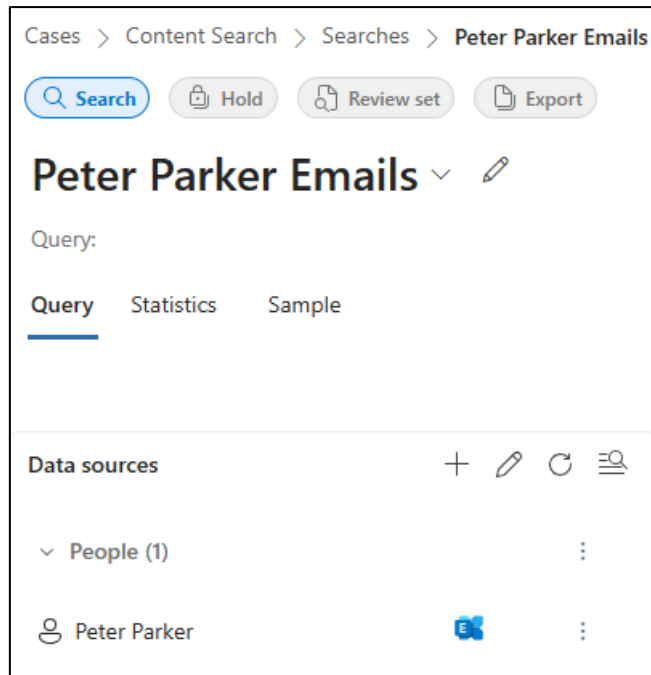 Cases > Content Search > Searches > Peter Parker Emails
Search Hold Review set Export
Peter Parker Emails
Query:
Query Statistics Sample
Data sources
People (1)
Peter Parker
E